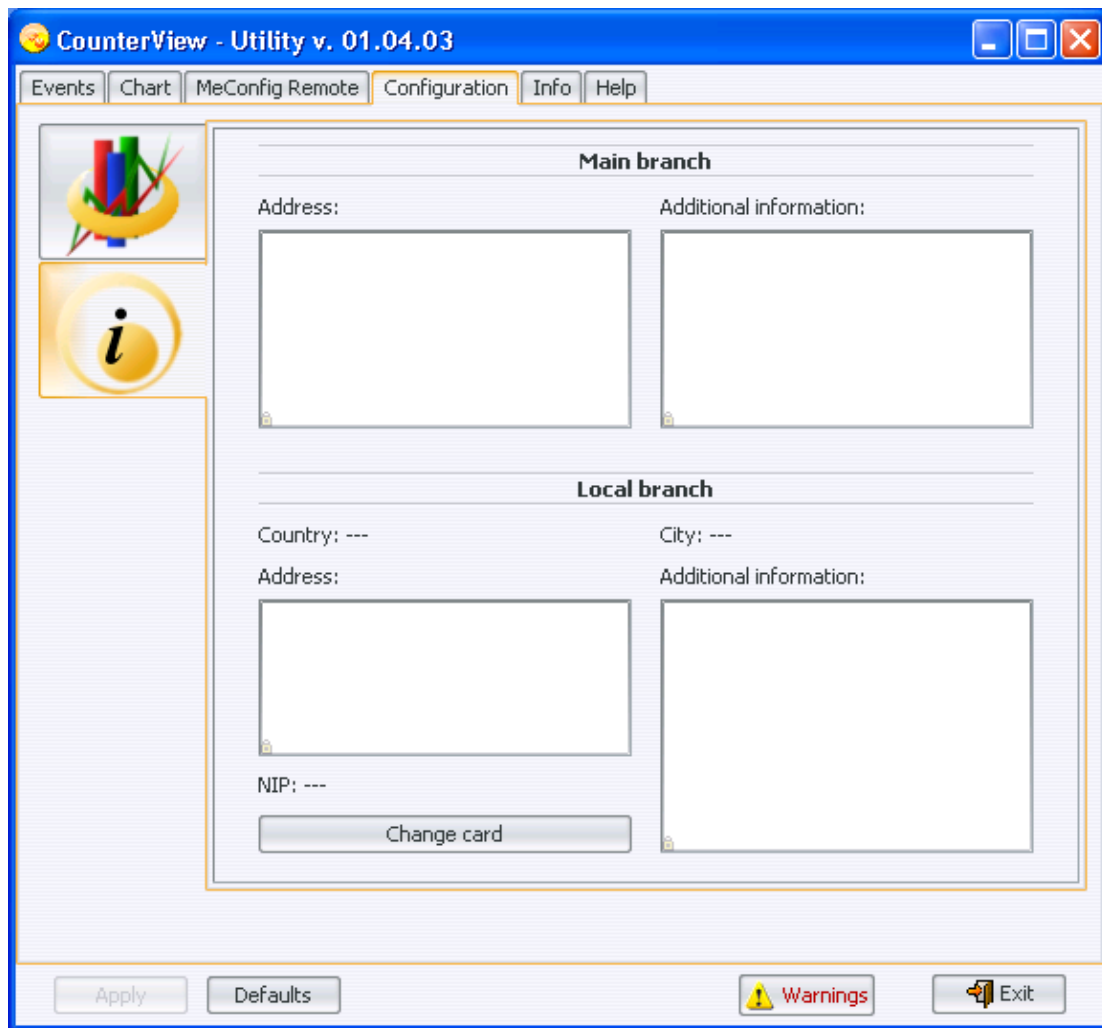 CounterView - Utility v. 01.04.03
Events Chart MeConfig Remote Configuration Info Help
Main branch
Address: Additional information:
Local branch
Country: --- City: ---
Address: Additional information:
NIP: ---
Change card
Apply Defaults Warnings Exit